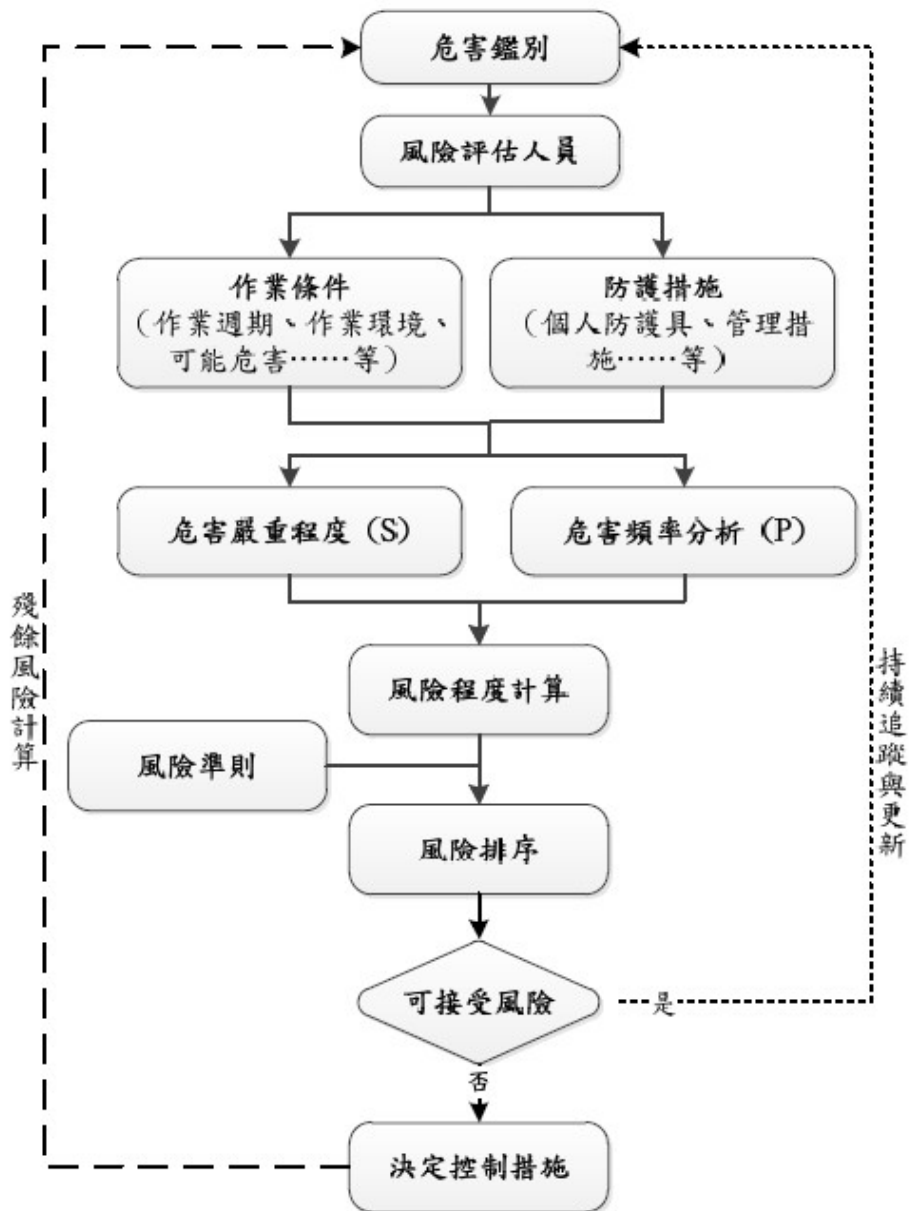 危害鑑別
風險評估人員
作業條件
（作業週期、作業環境、
可能危害……等）
防護措施
（個人防護具、管理措
施……等）
危害嚴重程度（S）
危害頻率分析（P）
風險程度計算
風險準則
風險排序
可接受風險
是
否
決定控制措施
殘餘風險計算
持續追蹤與更新